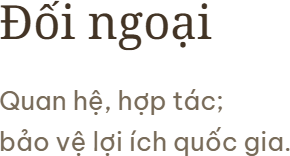 Đối ngoại
Quan hệ, hợp tác;
bảo vệ lợi ích quốc gia.